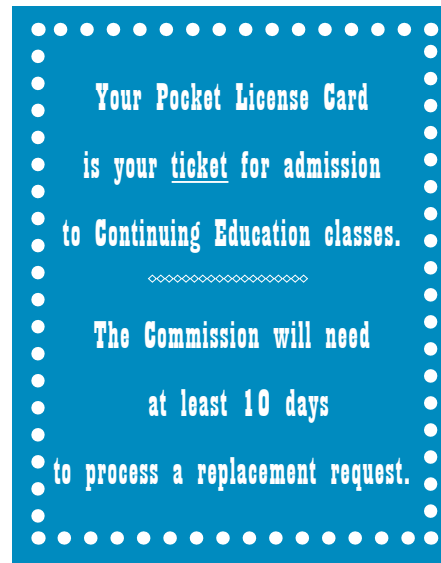 Your Pocket License Card
is your ticket for admission
to Continuing Education classes.
The Commission will need
at least 10 days
to process a replacement request.